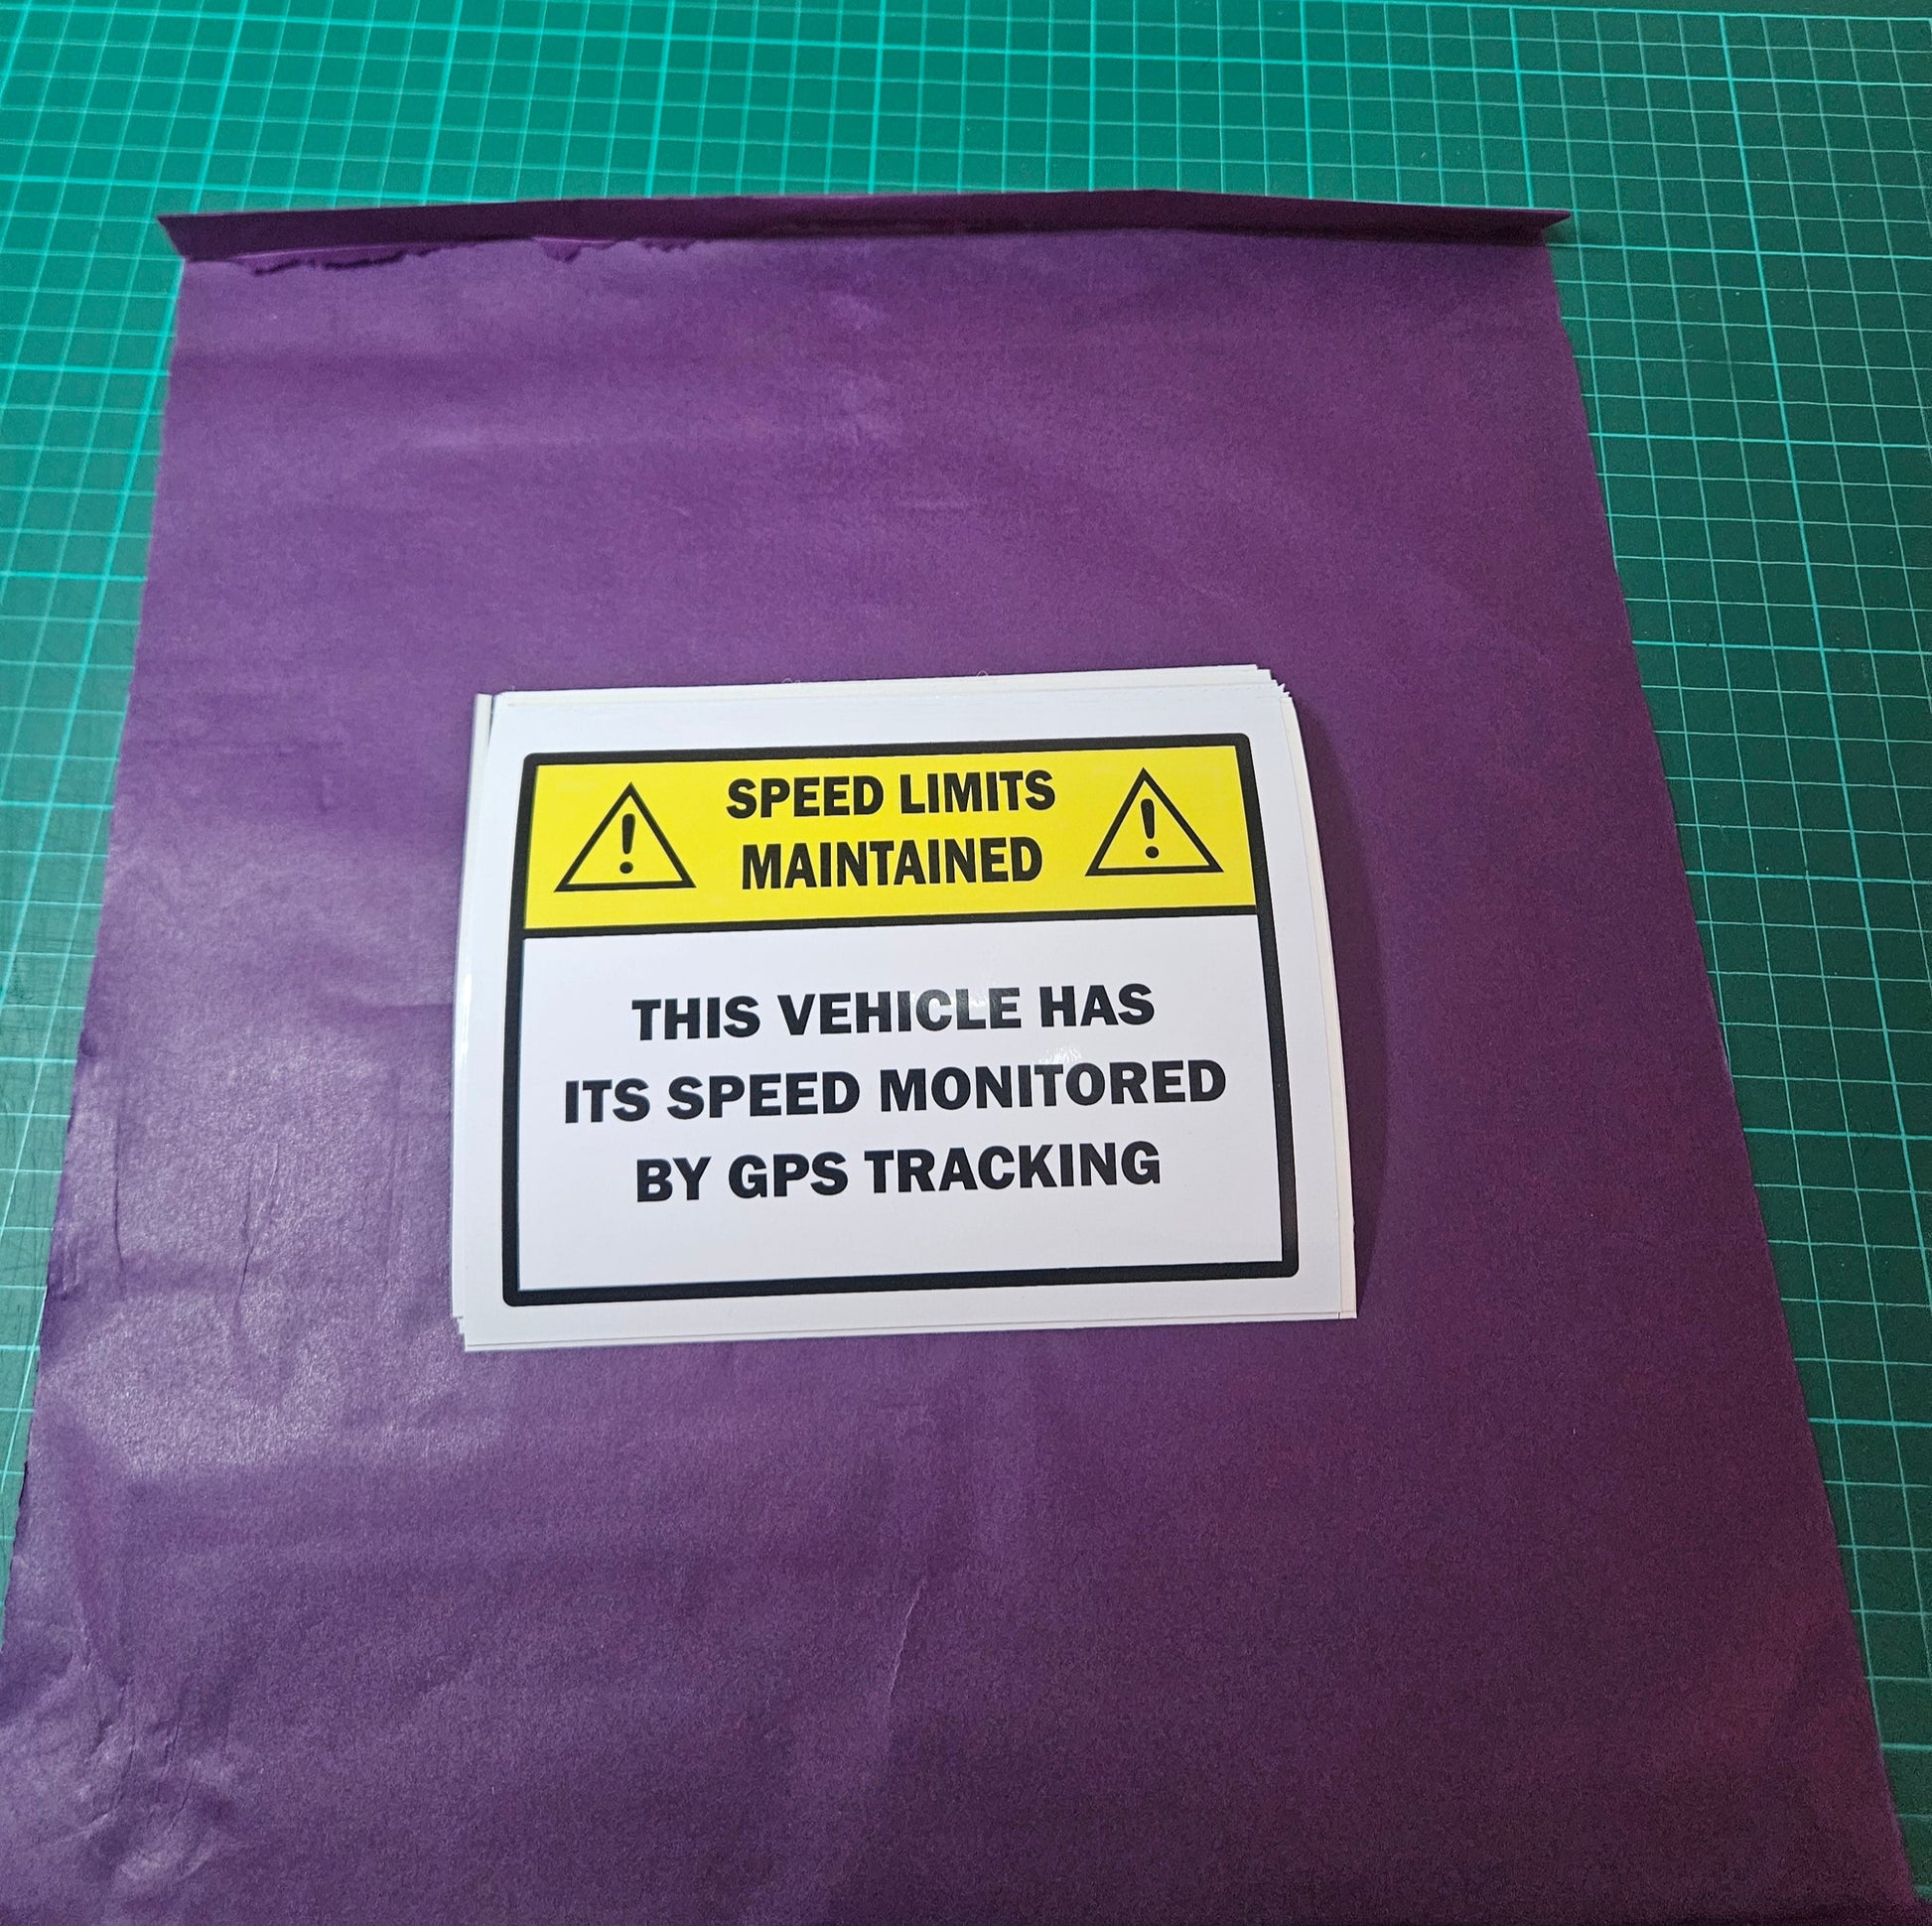 SPEED LIMITS
MAINTAINED
THIS VEHICLE HAS
ITS SPEED MONITORED
BY GPS TRACKING